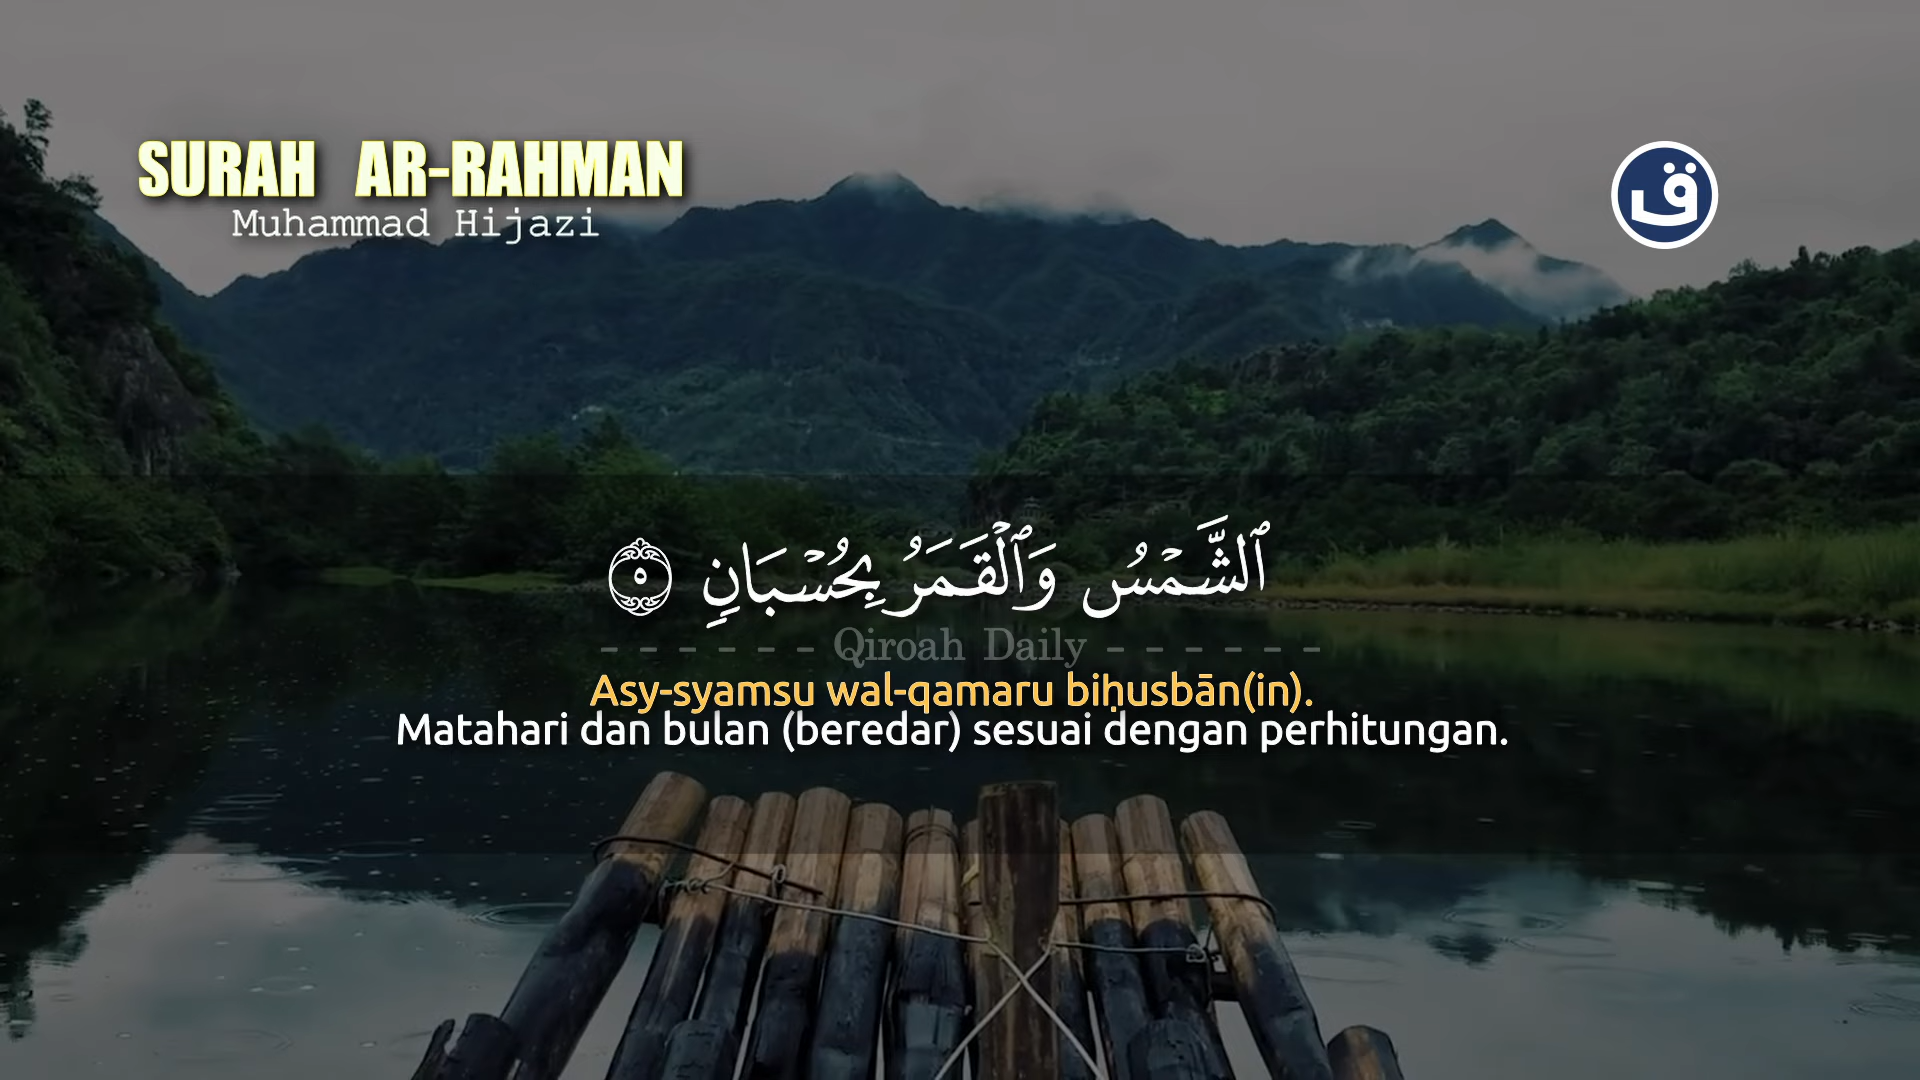 SURAH AR-RAHMAN
Muhammad Hijazi
ق
ٱلشَّمْسُ وَٱلْقَمَرُ بِحُسْبَانٍ ٥
- - - - - - Qiroah Daily - - - - - -
Asy-syamsu wal-qamaru biḥusbān(in).
Matahari dan bulan (beredar) sesuai dengan perhitungan.